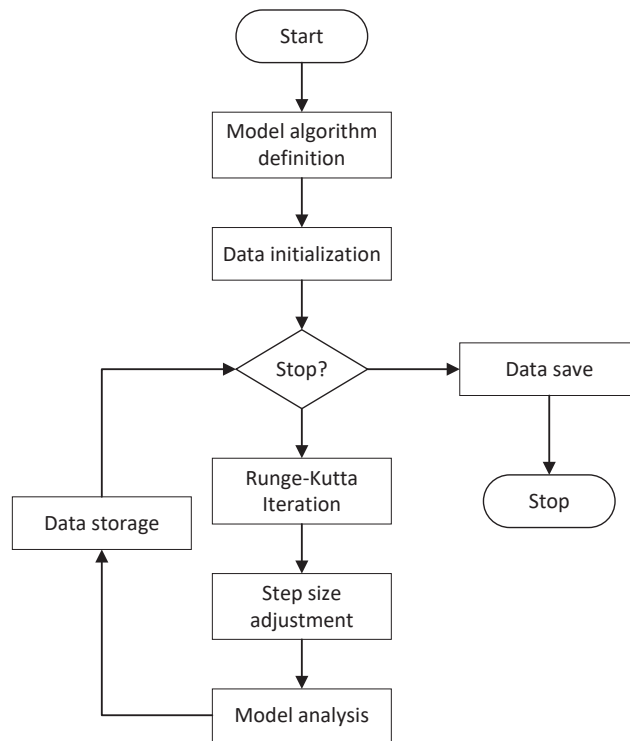 Start
Model algorithm
definition
Data initialization
Stop?
Data save
Runge-Kutta
Iteration
Data storage
Stop
Step size
adjustment
Model analysis